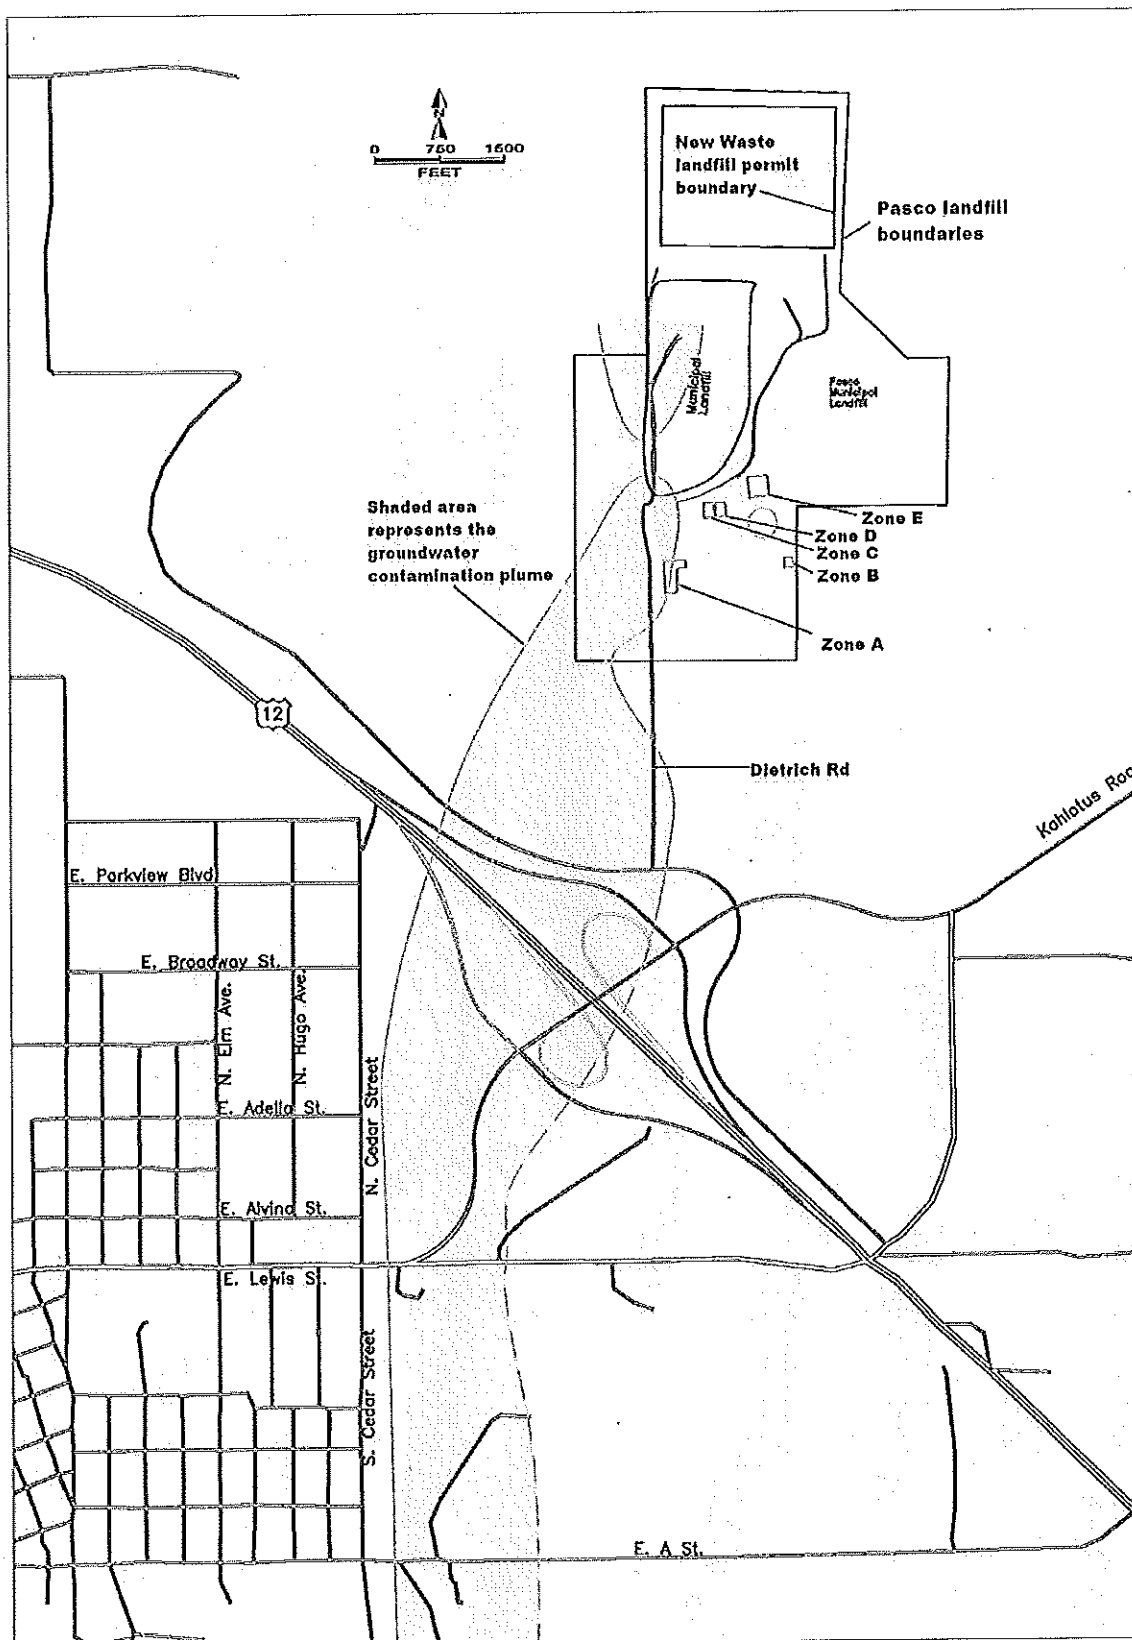 N
0 750 1500
FEET
New Waste
landfill permit
boundary
Pasco landfill
boundaries
Municipal
Landfill
Pasco
Municipal
Landfill
Shaded area
represents the
groundwater
contamination plume
Zone E
Zone D
Zone C
Zone B
Zone A
12
Dietrich Rd
Kahlotus Roa
E. Parkview Blvd
E. Broadway St.
N. Elm Ave.
N. Hugo Ave.
N. Cedar Street
E. Adelia St.
E. Alvina St.
E. Lewis St.
S. Cedar Street
E. A St.